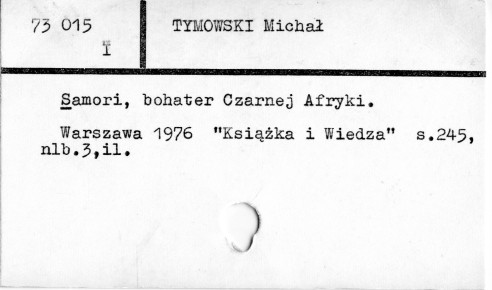 73 015 TYMOWSKI Michał
I
Samori, bohater Czarnej Afryki.
Warszawa 1976 "Książka i Wiedza" s.245,
nlb.3,il.